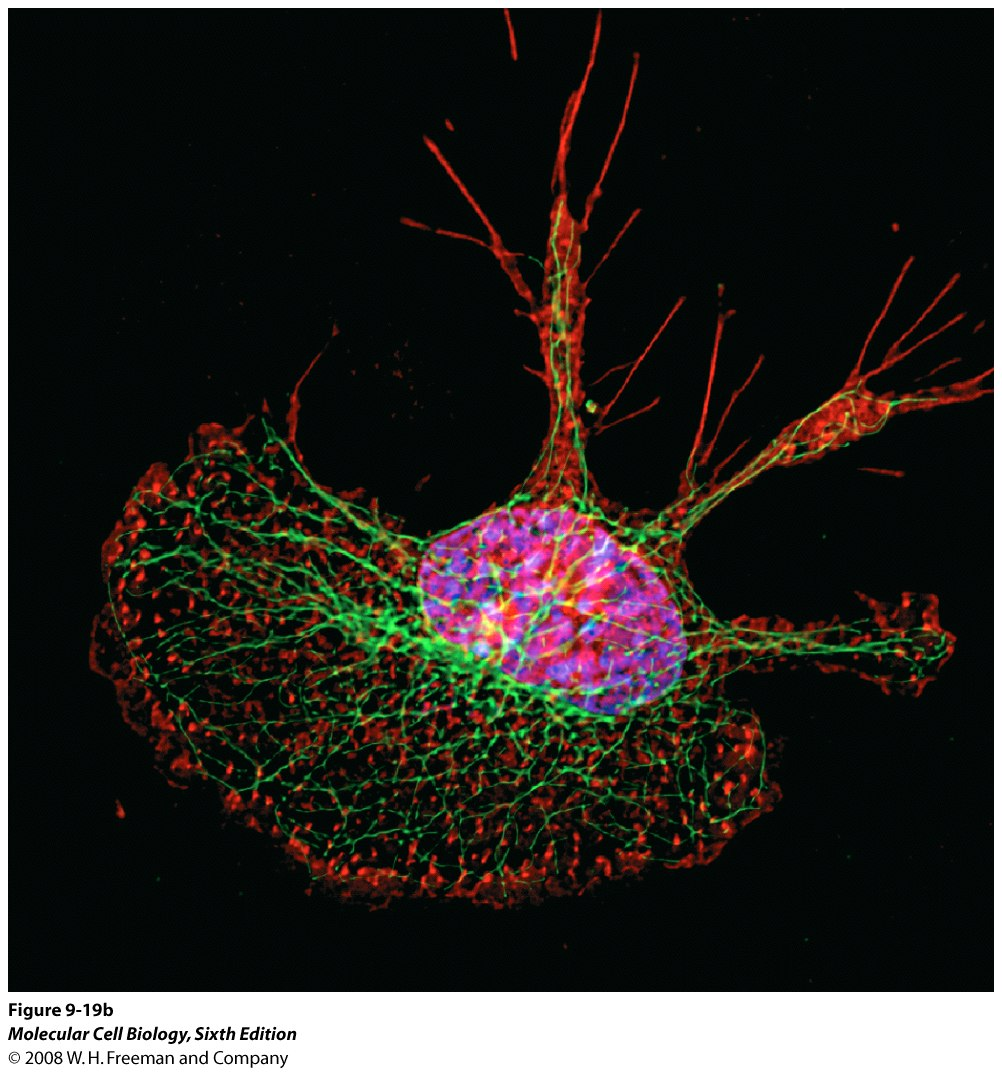 Figure 9-19b
Molecular Cell Biology, Sixth Edition
© 2008 W. H. Freeman and Company